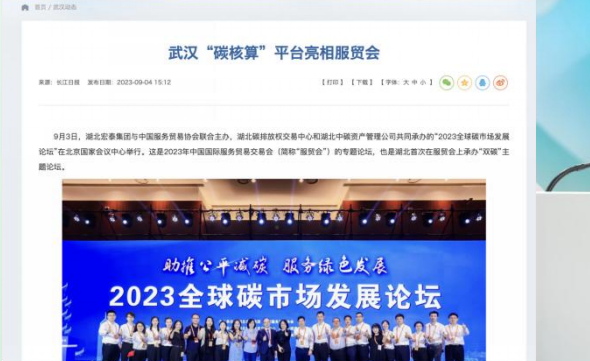 首页 / 武汉动态
武汉“碳核算”平台亮相服贸会
来源：长江日报 发布日期：2023-09-04 15:12 【 打印 】 【 下载 】 【 字体：大 中 小 】
9月3日，湖北宏泰集团与中国服务贸易协会联合主办、湖北碳排放权交易中心和湖北中碳资产管理公司共同承办的“2023全球碳市场发展
论坛”在北京国家会议中心举行。这是2023年中国国际服务贸易交易会（简称“服贸会”）的专题论坛，也是湖北首次在服贸会上承办“双碳”主
题论坛。
助推公平减碳 服务绿色发展
2023全球碳市场发展论坛